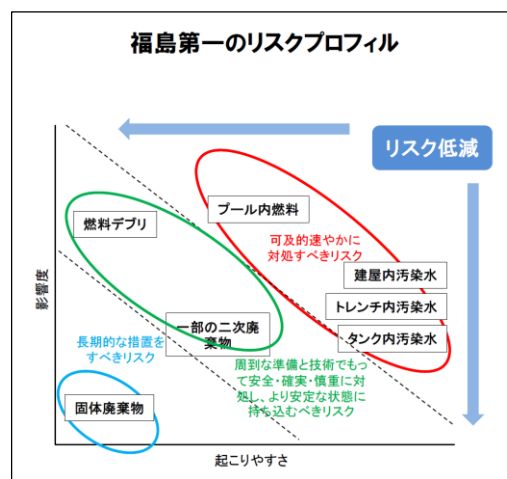 福島第一のリスクプロフィル
リスク低減
プール内燃料
燃料デブリ
可及的速やかに
対処すべきリスク
建屋内汚染水
トレンチ内汚染水
タンク内汚染水
影響度
一部の二次廃
棄物
長期的な措置を
すべきリスク
周到な準備と技術でもっ
て安全・確実・慎重に対
処し、より安定な状態に
持ち込むべきリスク
固体廃棄物
起こりやすさ